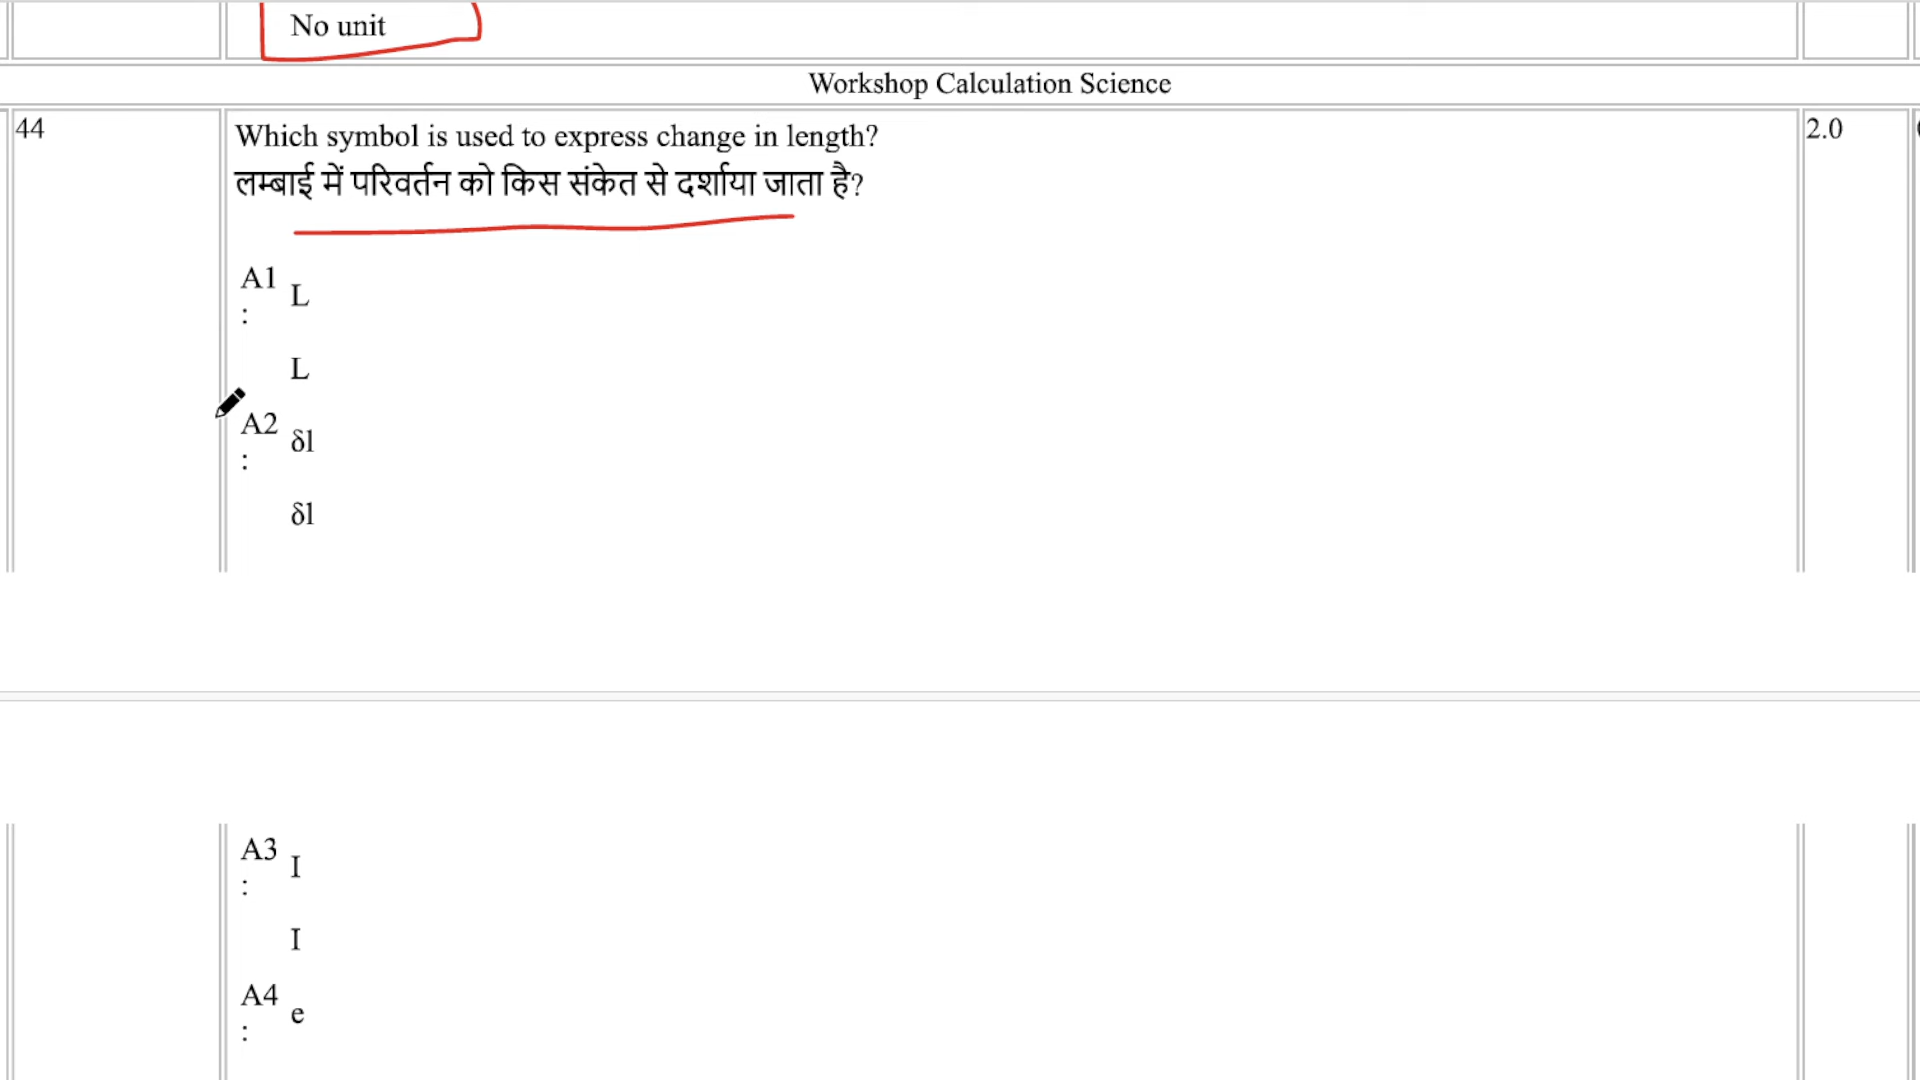 No unit
Workshop Calculation Science
44
Which symbol is used to express change in length?
2.0
लम्बाई में परिवर्तन को किस संकेत से दर्शाया जाता है?
A1
:
L
L
A2
:
δl
δl
A3
:
I
I
A4
:
e